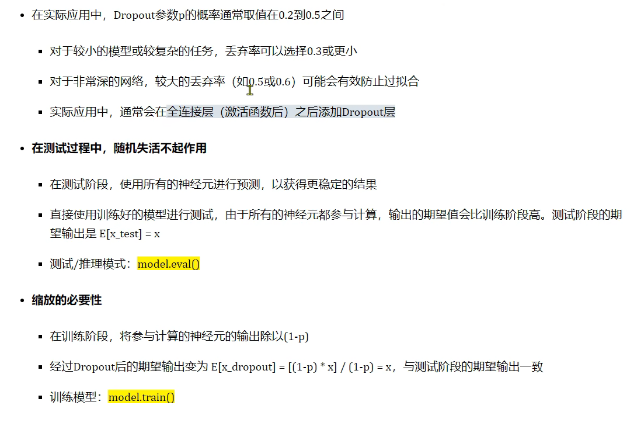 在实际应用中，Dropout参数p的概率通常取值在0.2到0.5之间
对于较小的模型或较复杂的任务，丢弃率可以选择0.3或更小
对于非常深的网络，较大的丢弃率（如0.5或0.6）可能会有效防止过拟合
实际应用中，通常会在全连接层（激活函数后）之后添加Dropout层
在测试过程中，随机失活不起作用
在测试阶段，使用所有的神经元进行预测，以获得更稳定的结果
直接使用训练好的模型进行测试，由于所有的神经元都参与计算，输出的期望值会比训练阶段高。测试阶段的期
望输出是 E[x_test] = x
测试/推理模式：model.eval()
缩放的必要性
在训练阶段，将参与计算的神经元的输出除以(1-p)
经过Dropout后的期望输出变为 E[x_dropout] = [(1-p) * x] / (1-p) = x，与测试阶段的期望输出一致
训练模型：model.train()